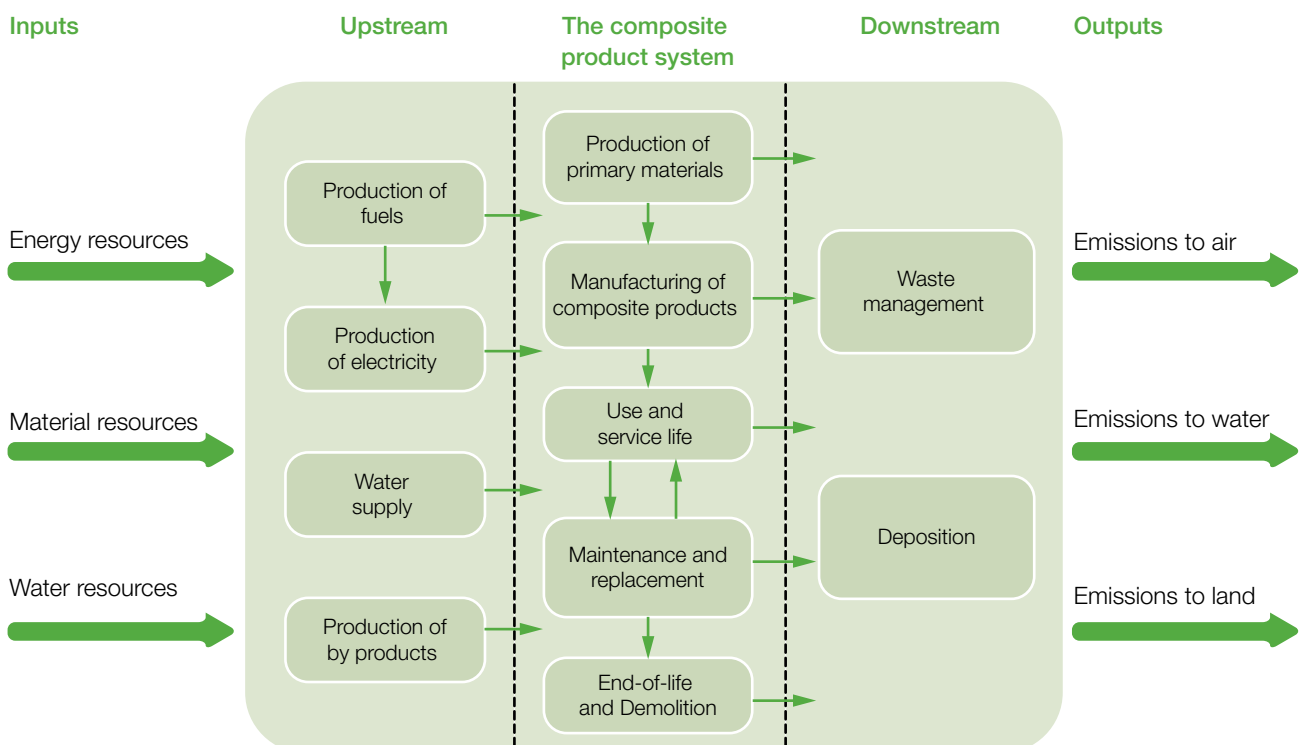 Inputs
Upstream
The composite
product system
Downstream
Outputs
Energy resources
Material resources
Water resources
Production of
fuels
Production
of electricity
Water
supply
Production of
by products
Production of
primary materials
Manufacturing of
composite products
Use and
service life
Maintenance and
replacement
End-of-life
and Demolition
Waste
management
Deposition
Emissions to air
Emissions to water
Emissions to land